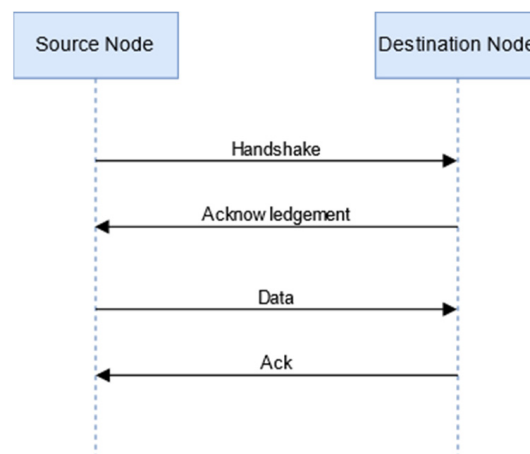 Source Node
Destination Node
Handshake
Acknowledgement
Data
Ack